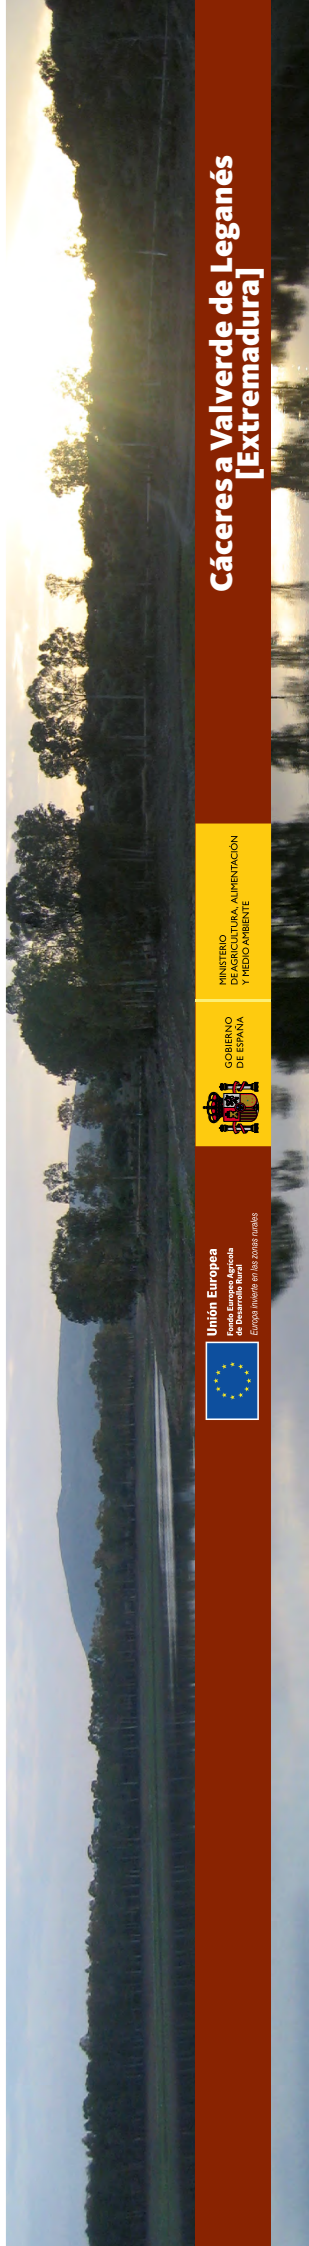 Unión Europea
Fondo Europeo Agrícola
de Desarrollo Rural
Europa invierte en las zonas rurales
GOBIERNO
DE ESPAÑA
MINISTERIO
DE AGRICULTURA, ALIMENTACIÓN
Y MEDIO AMBIENTE
Cáceres a Valverde de Leganés
[Extremadura]